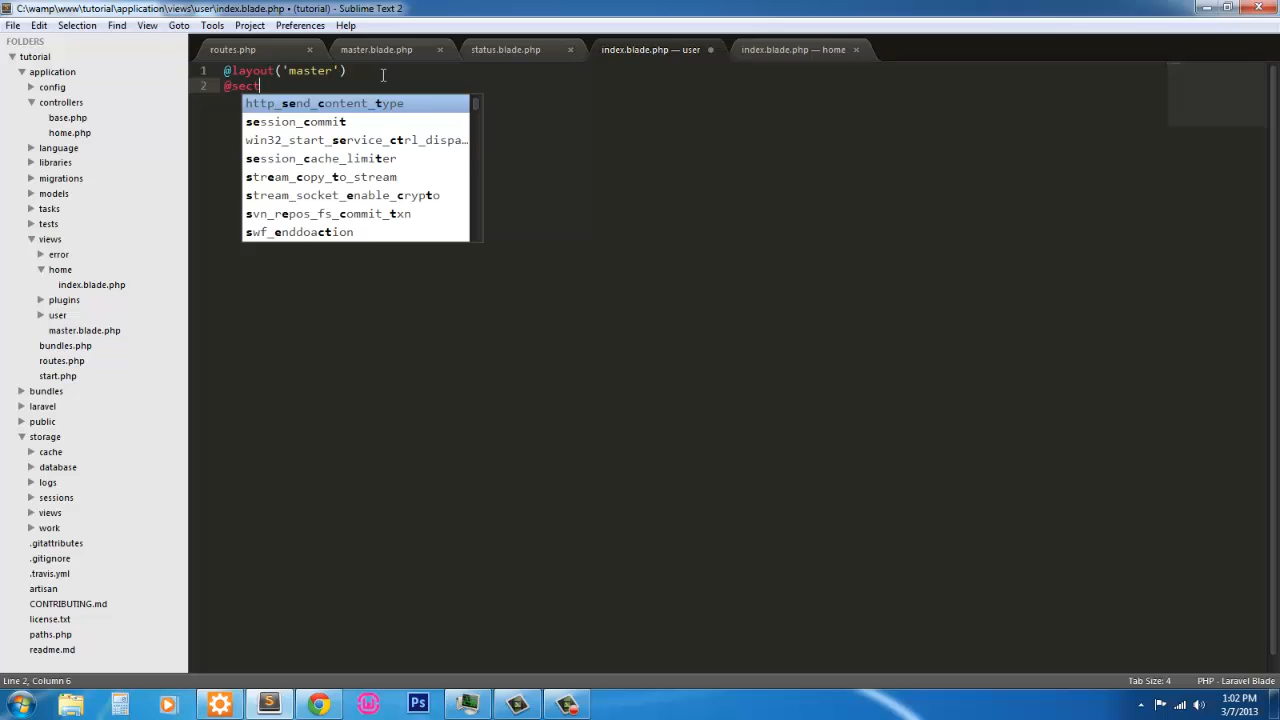 C:\wamp\www\tutorial\application\views\user\index.blade.php • (tutorial) - Sublime Text 2
File Edit Selection Find View Goto Tools Project Preferences Help
FOLDERS
tutorial
application
config
controllers
base.php
home.php
language
libraries
migrations
models
tasks
tests
views
error
home
index.blade.php
plugins
user
master.blade.php
bundles.php
routes.php
start.php
bundles
laravel
public
storage
cache
database
logs
sessions
views
work
.gitattributes
.gitignore
.travis.yml
artisan
CONTRIBUTING.md
license.txt
paths.php
readme.md
routes.php × master.blade.php × status.blade.php × index.blade.php — user • index.blade.php — home ×
1 @layout('master')
2 @sect
http_send_content_type
session_commit
win32_start_service_ctrl_dispa…
session_cache_limiter
stream_copy_to_stream
stream_socket_enable_crypto
svn_repos_fs_commit_txn
swf_enddoaction
Line 2, Column 6 Tab Size: 4 PHP - Laravel Blade
S Ps 1:02 PM
3/7/2013